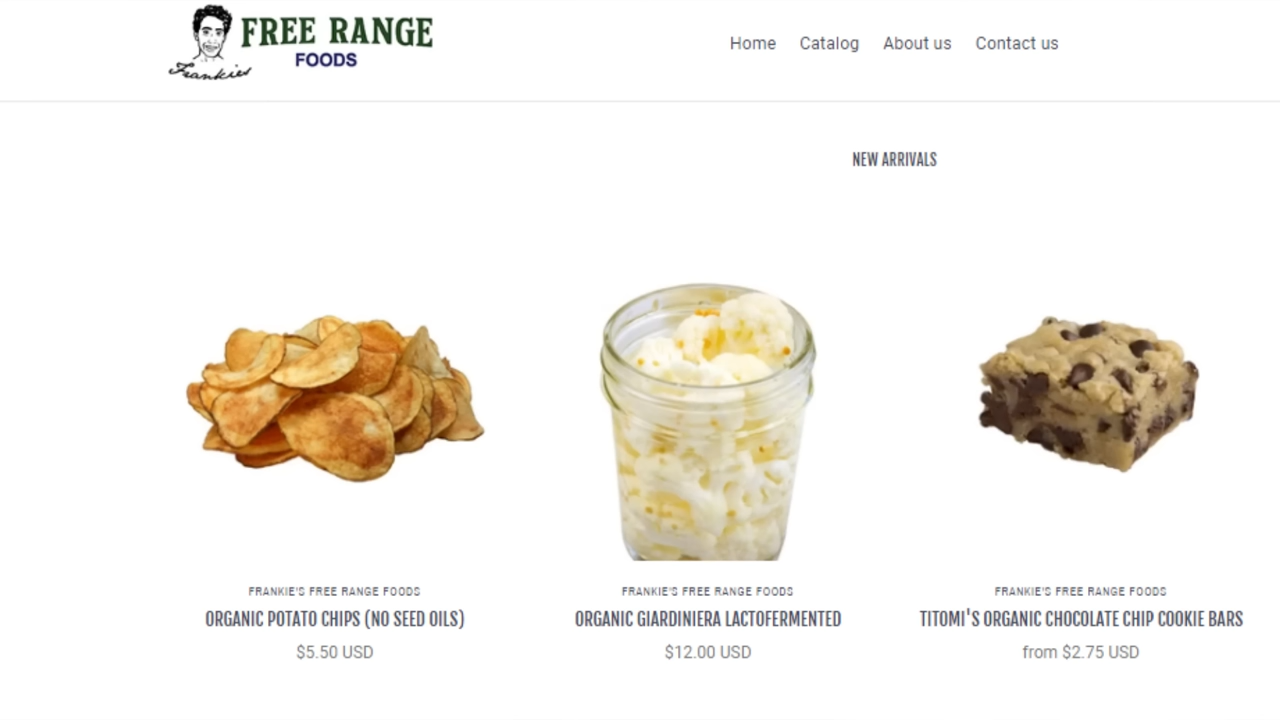 FREE RANGE
FOODS
Frankies
Home Catalog About us Contact us
NEW ARRIVALS
FRANKIE'S FREE RANGE FOODS
ORGANIC POTATO CHIPS (NO SEED OILS)
$5.50 USD
FRANKIE'S FREE RANGE FOODS
ORGANIC GIARDINIERA LACTOFERMENTED
$12.00 USD
FRANKIE'S FREE RANGE FOODS
TITOMI'S ORGANIC CHOCOLATE CHIP COOKIE BARS
from $2.75 USD